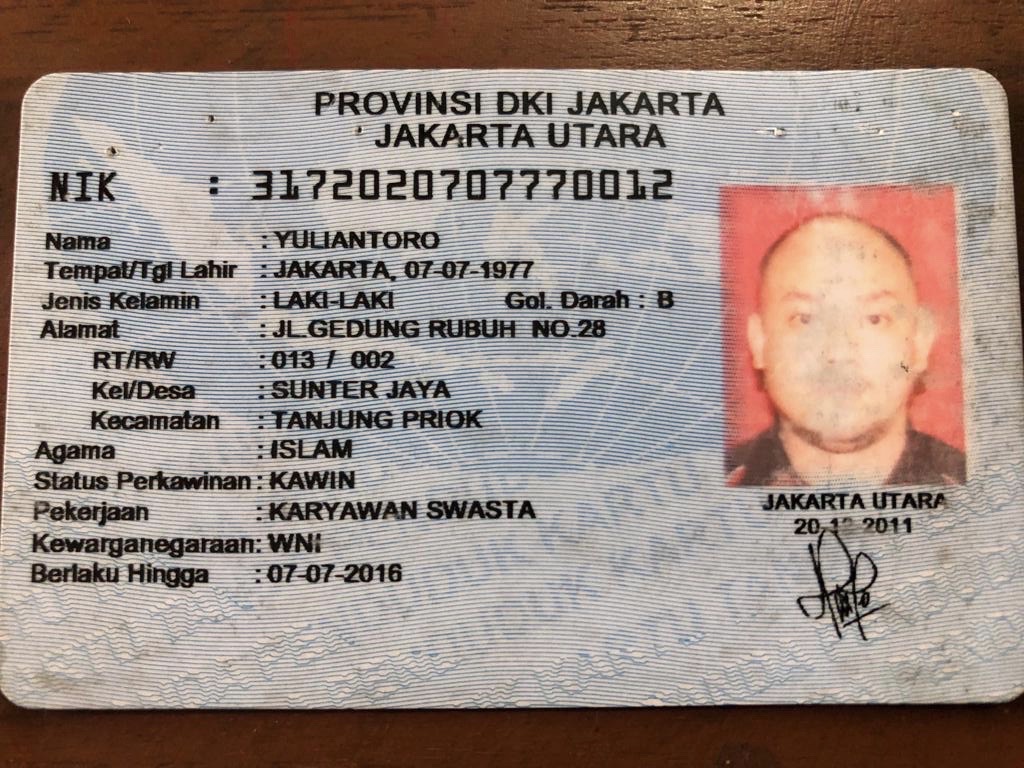 PROVINSI DKI JAKARTA
JAKARTA UTARA
NIK : 3172020707770012
Nama : YULIANTORO
Tempat/Tgl Lahir : JAKARTA, 07-07-1977
Jenis Kelamin : LAKI-LAKI Gol. Darah : B
Alamat : JL.GEDUNG RUBUH NO.28
RT/RW : 013 / 002
Kel/Desa : SUNTER JAYA
Kecamatan : TANJUNG PRIOK
Agama : ISLAM
Status Perkawinan : KAWIN
Pekerjaan : KARYAWAN SWASTA
Kewarganegaraan: WNI
Berlaku Hingga : 07-07-2016
JAKARTA UTARA
20-12-2011